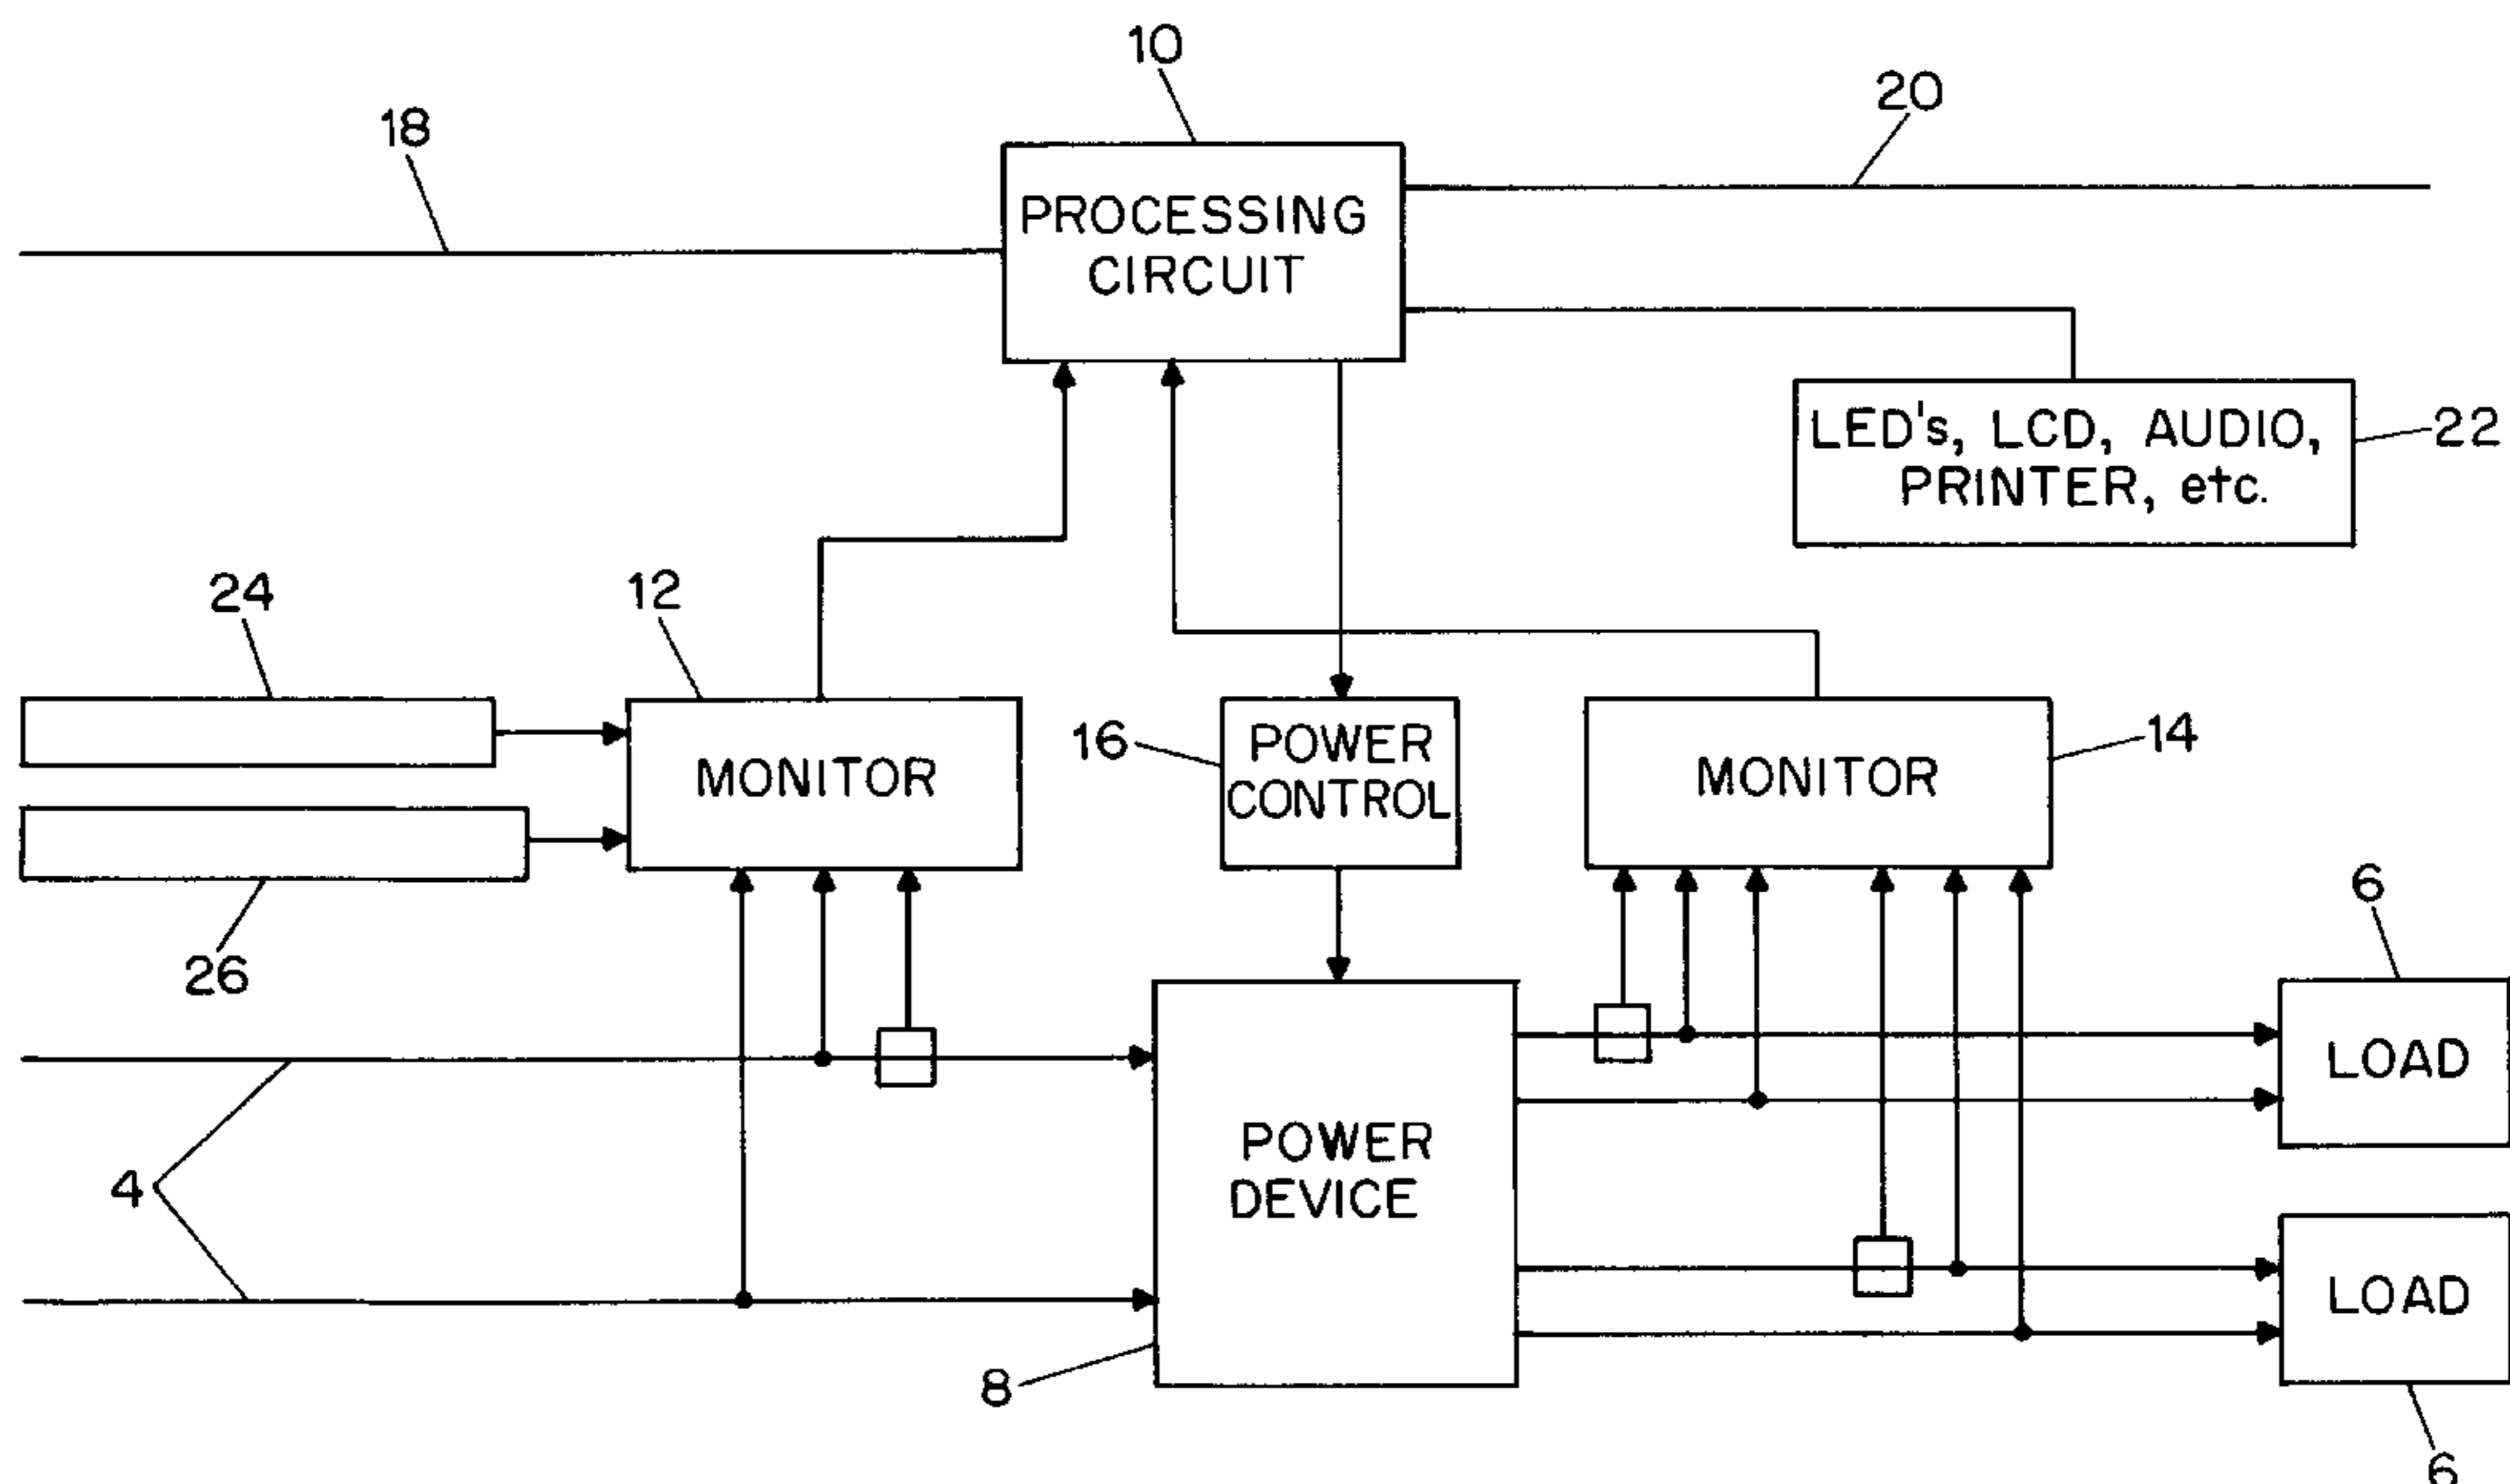 10
20
18
PROCESSING
CIRCUIT
LED's, LCD, AUDIO,
PRINTER, etc.
22
24
12
16
POWER
CONTROL
MONITOR
MONITOR
14
6
26
LOAD
4
POWER
DEVICE
LOAD
8
6